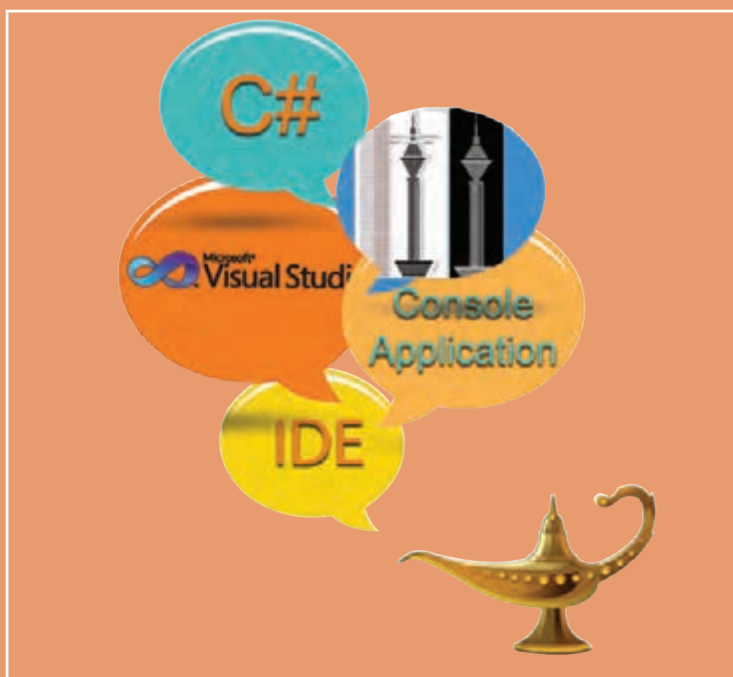 C#
Microsoft®
Visual Studi
Console
Application
IDE